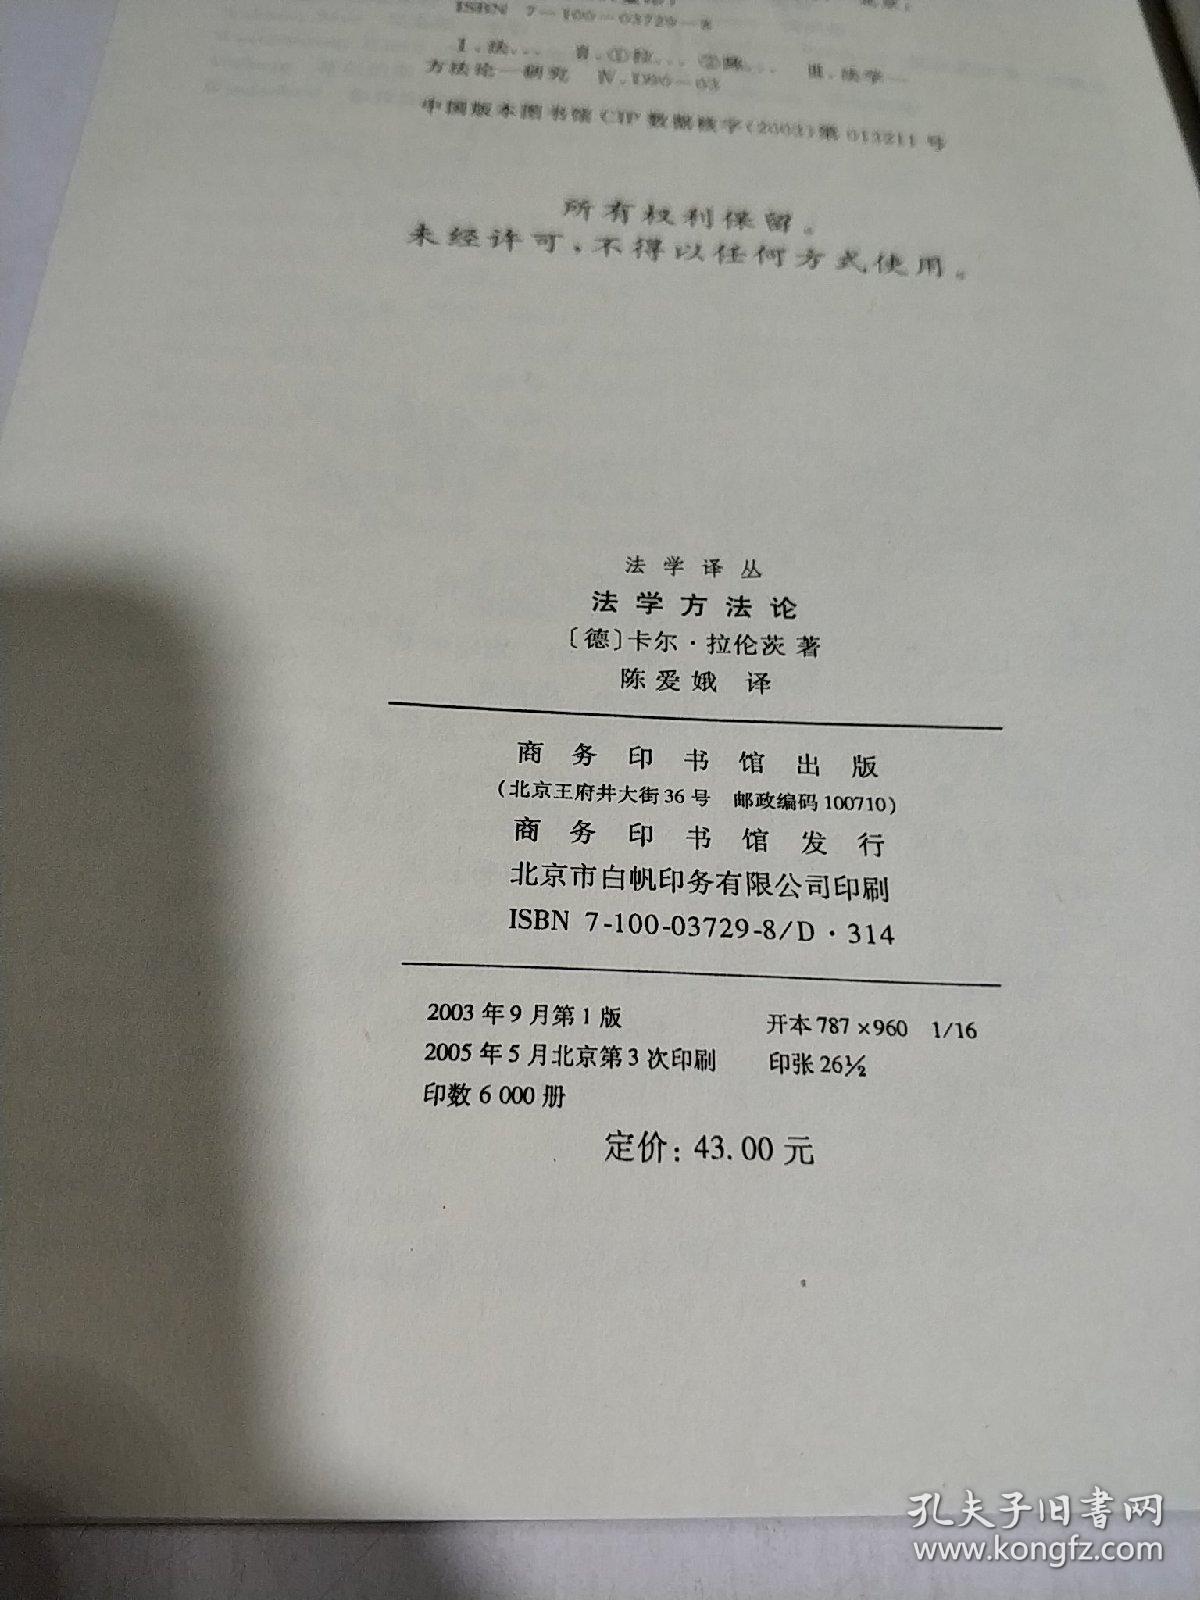 ISBN 7-100-03729-8
Ⅰ.法… Ⅱ.①拉…②陈… Ⅲ.法学—
方法论—研究 Ⅳ.D90-03
中国版本图书馆CIP数据核字(2003)第013211号
所有权利保留。
未经许可，不得以任何方式使用。
法学译丛
法学方法论
〔德〕卡尔·拉伦茨 著
陈爱娥 译
商务印书馆出版
(北京王府井大街36号 邮政编码100710)
商务印书馆发行
北京市白帆印务有限公司印刷
ISBN 7-100-03729-8/D·314
2003年9月第1版 开本787×960 1/16
2005年5月北京第3次印刷 印张26½
印数6 000册
定价：43.00元
孔夫子旧书网
www.kongfz.com